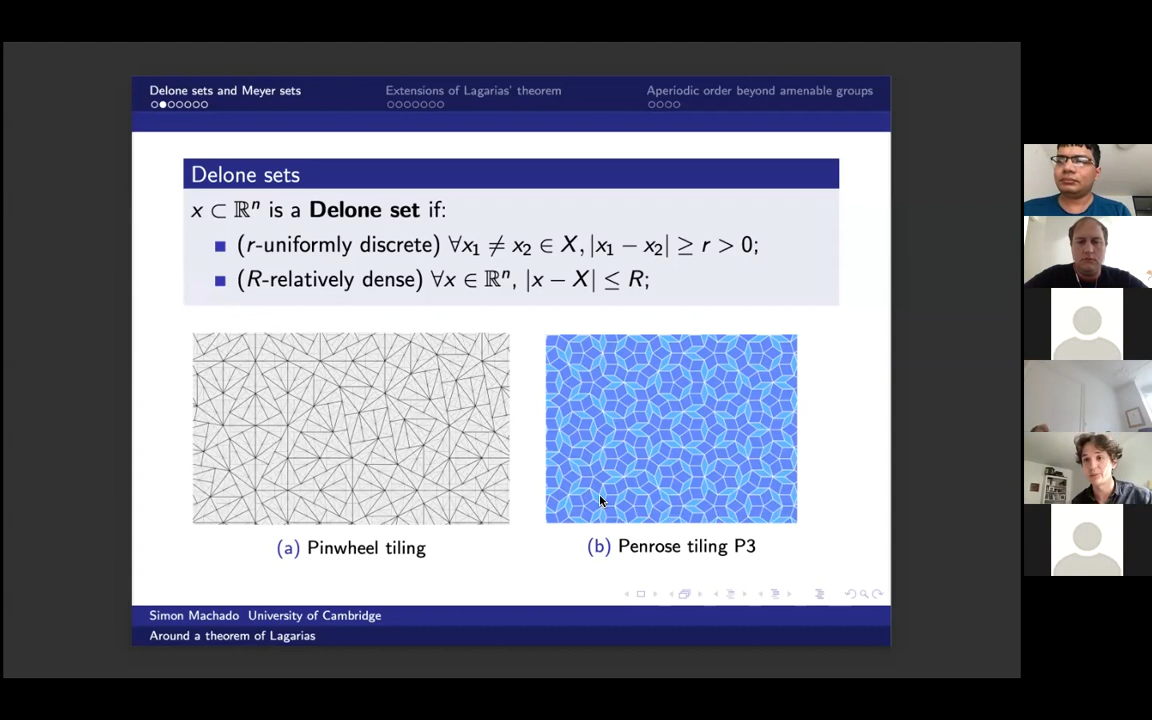 Delone sets and Meyer sets
Extensions of Lagarias' theorem
Aperiodic order beyond amenable groups
Delone sets
x ⊂ ℝⁿ is a Delone set if:
(r-uniformly discrete) ∀x₁ ≠ x₂ ∈ X, |x₁ − x₂| ≥ r > 0;
(R-relatively dense) ∀x ∈ ℝⁿ, |x − X| ≤ R;
(a) Pinwheel tiling
(b) Penrose tiling P3
Simon Machado University of Cambridge
Around a theorem of Lagarias